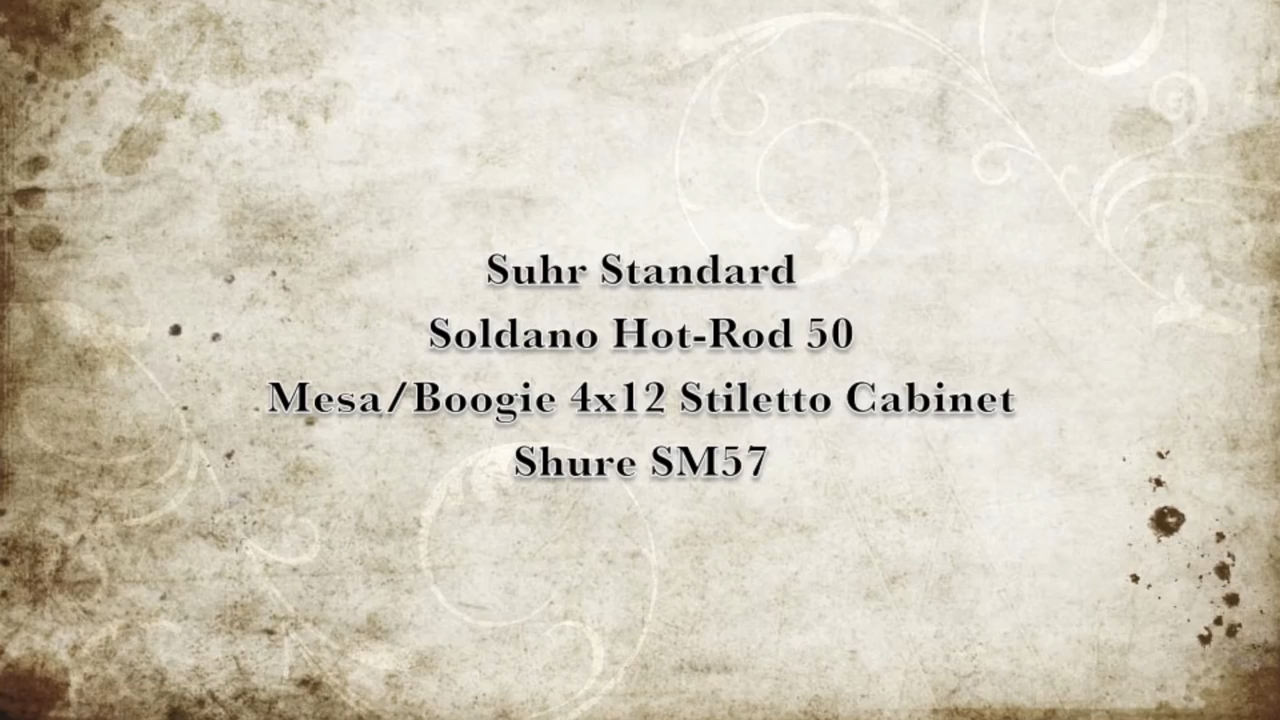 Suhr Standard
Soldano Hot-Rod 50
Mesa/Boogie 4x12 Stiletto Cabinet
Shure SM57